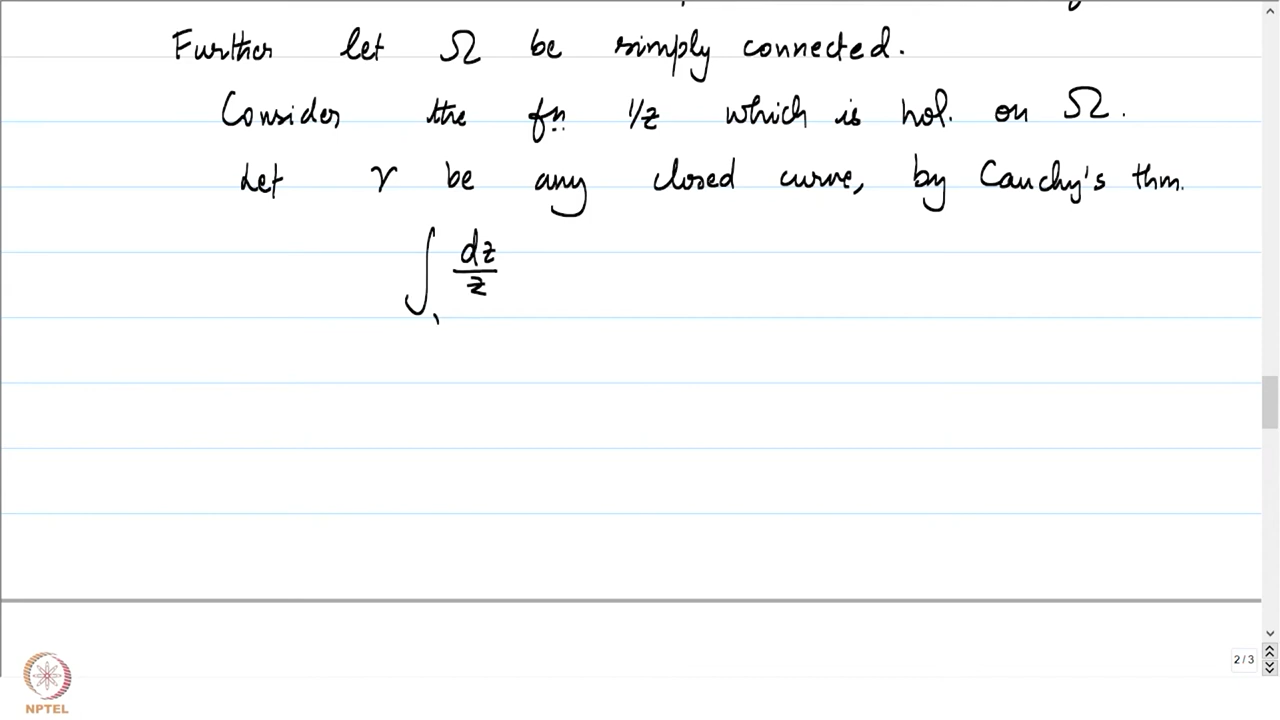 Further let Ω be simply connected.
Consider the fn. 1/z which is hol. on Ω.
Let γ be any closed curve, by Cauchy's thm.
∫ dz/z
2 / 3
NPTEL